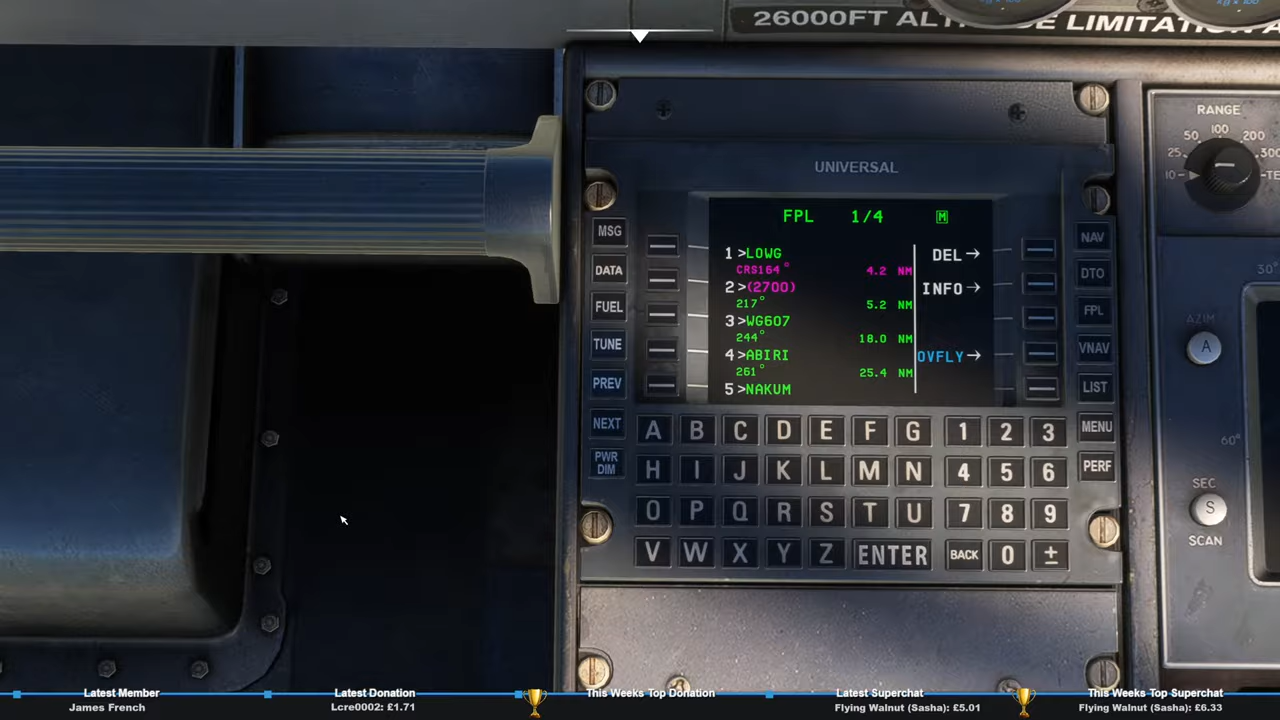 26000FT ALTITUDE LIMITATION
UNIVERSAL
FPL 1/4 M
1 >LOWG
DEL→
CRS164° 4.2 NM
2 >(2700)
INFO→
217° 5.2 NM
3 >WG607
244° 18.0 NM
4 >ABIRI
OVFLY→
261° 25.4 NM
5 >NAKUM
MSG
DATA
FUEL
TUNE
PREV
NEXT
PWR
DIM
NAV
DTO
FPL
VNAV
LIST
MENU
PERF
A B C D E F G 1 2 3
H I J K L M N 4 5 6
O P Q R S T U 7 8 9
V W X Y Z ENTER BACK 0 ±
RANGE
50 100 200
25 300
10
30°
AZIM
A
60°
SEC
S
SCAN
Latest Member
James French
Latest Donation
Lcre0002: £1.71
This Weeks Top Donation
Latest Superchat
Flying Walnut (Sasha): £5.01
This Weeks Top Superchat
Flying Walnut (Sasha): £6.33